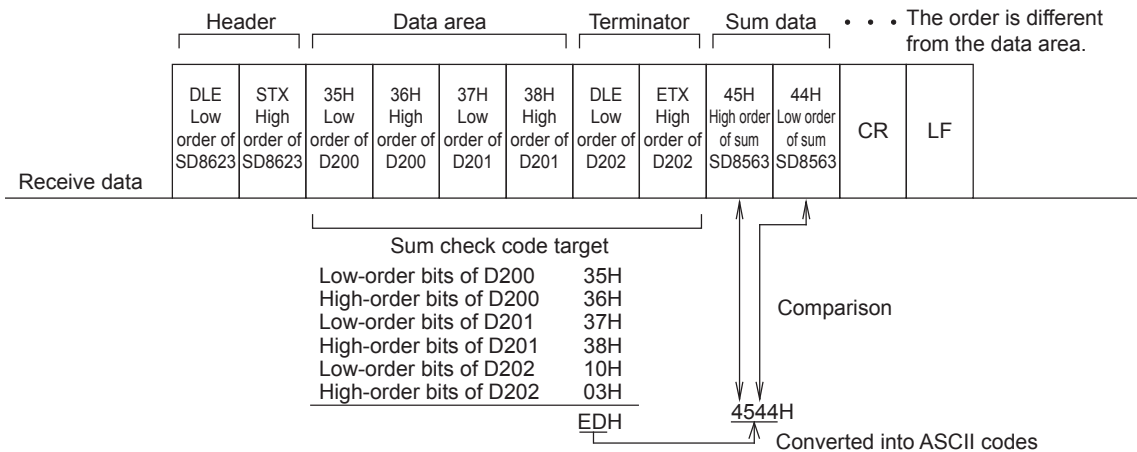 Header Data area Terminator Sum data • • • The order is different
from the data area.
DLE STX 35H 36H 37H 38H DLE ETX 45H 44H CR LF
Low High Low High Low High Low High High order Low order
order of order of order of order of order of order of order of order of of sum of sum
SD8623 SD8623 D200 D200 D201 D201 D202 D202 SD8563 SD8563
Receive data
Sum check code target
Low-order bits of D200 35H
High-order bits of D200 36H
Low-order bits of D201 37H
High-order bits of D201 38H
Low-order bits of D202 10H
High-order bits of D202 03H
Comparison
EDH 4544H
Converted into ASCII codes